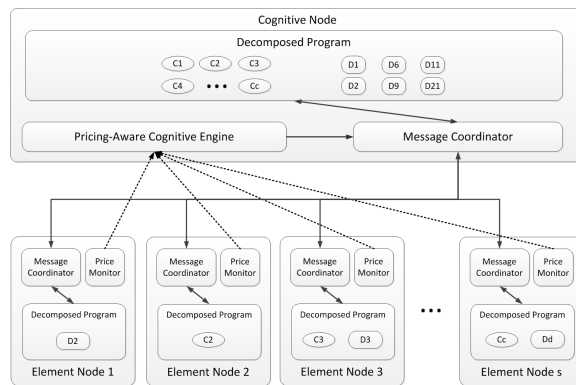 Cognitive Node
Decomposed Program
C1 C2 C3 D1 D6 D11
C4 ••• Cc D2 D9 D21
Pricing-Aware Cognitive Engine Message Coordinator
Message Coordinator
Price Monitor
Decomposed Program
D2
Element Node 1
Message Coordinator
Price Monitor
Decomposed Program
C2
Element Node 2
Message Coordinator
Price Monitor
Decomposed Program
C3 D3
Element Node 3
•••
Message Coordinator
Price Monitor
Decomposed Program
Cc Dd
Element Node s